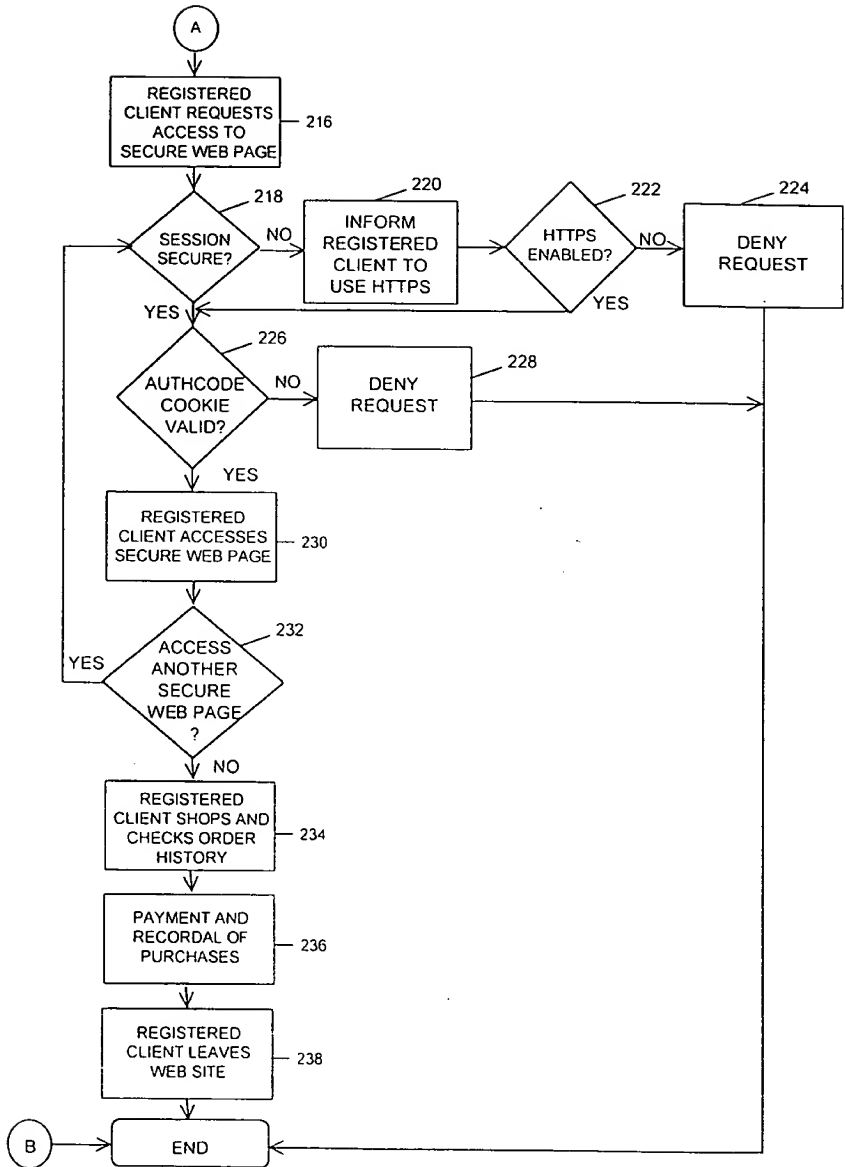 A
REGISTERED
CLIENT REQUESTS
ACCESS TO
SECURE WEB PAGE
216
218
SESSION
SECURE?
NO
YES
220
INFORM
REGISTERED
CLIENT TO
USE HTTPS
222
HTTPS
ENABLED?
NO
YES
224
DENY
REQUEST
226
AUTHCODE
COOKIE
VALID?
NO
YES
228
DENY
REQUEST
REGISTERED
CLIENT ACCESSES
SECURE WEB PAGE
230
232
ACCESS
ANOTHER
SECURE
WEB PAGE
?
YES
NO
REGISTERED
CLIENT SHOPS AND
CHECKS ORDER
HISTORY
234
PAYMENT AND
RECORDAL OF
PURCHASES
236
REGISTERED
CLIENT LEAVES
WEB SITE
238
B
END